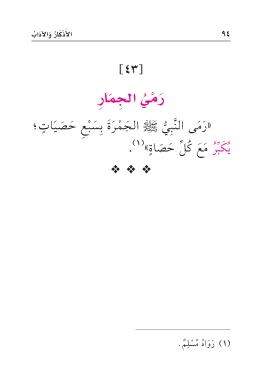 ٩٤ الأَذْكَارُ وَالآدَابُ
[٤٣]
رَمْيُ الجِمَارِ
«رَمَى النَّبِيُّ ﷺ الجَمْرَةَ بِسَبْعِ حَصَيَاتٍ؛
يُكَبِّرُ مَعَ كُلِّ حَصَاةٍ»(١).
(١) رَوَاهُ مُسْلِمٌ.